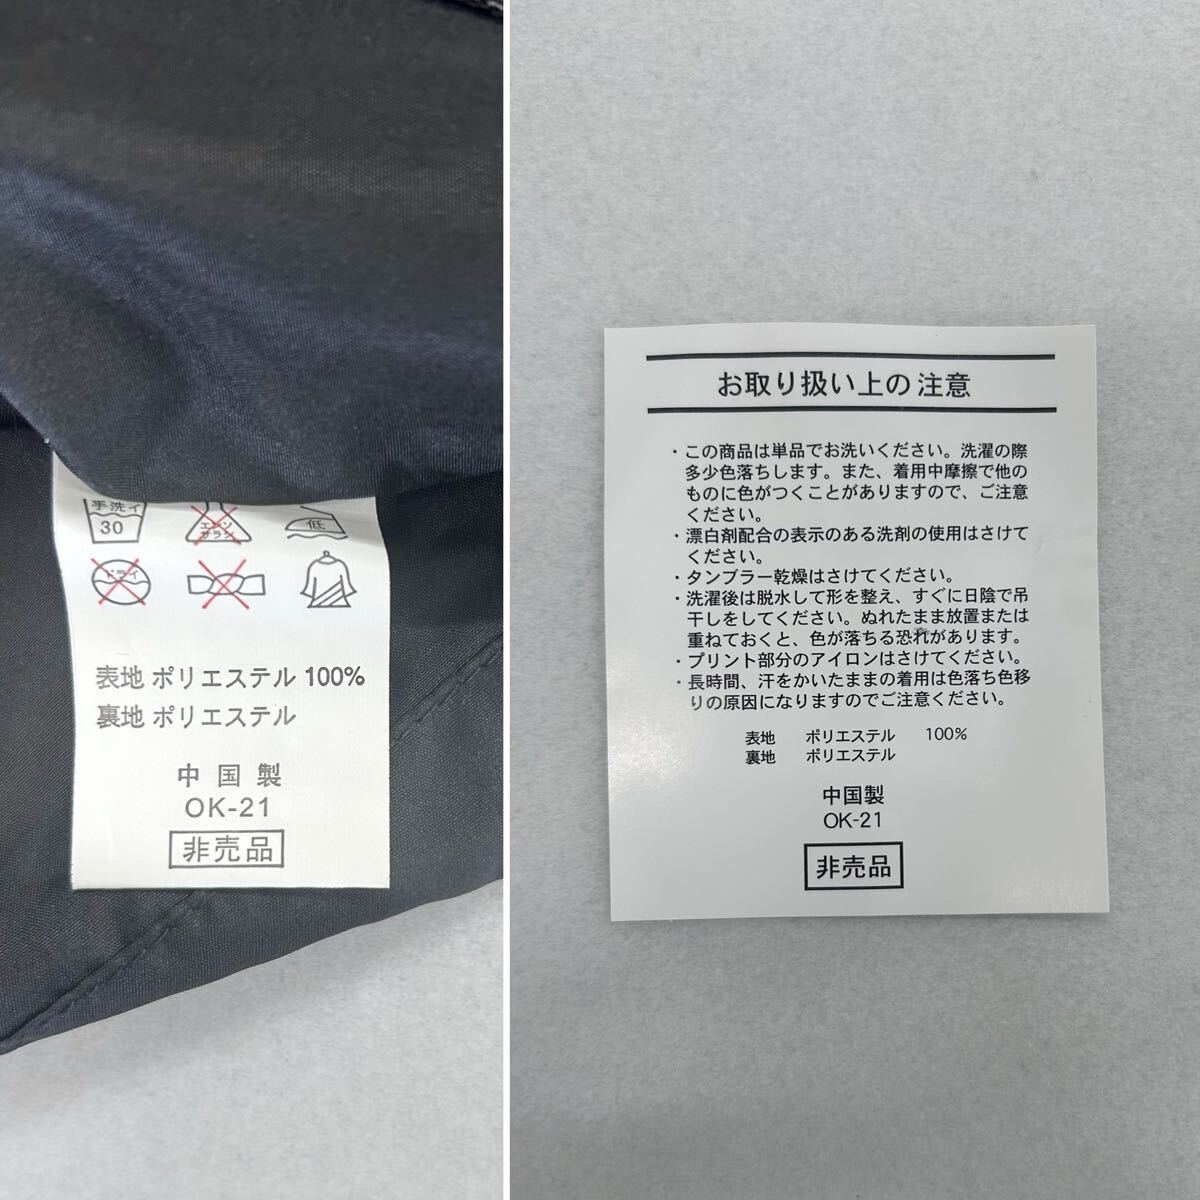 手洗イ
30
エンソ
サラシ
低
ドライ
表地 ポリエステル 100%
裏地 ポリエステル
中国製
OK-21
非売品
お取り扱い上の注意
・この商品は単品でお洗いください。洗濯の際
多少色落ちします。また、着用中摩擦で他の
ものに色がつくことがありますので、ご注意
ください。
・漂白剤配合の表示のある洗剤の使用はさけて
ください。
・タンブラー乾燥はさけてください。
・洗濯後は脱水して形を整え、すぐに日陰で吊
干しをしてください。ぬれたまま放置または
重ねておくと、色が落ちる恐れがあります。
・プリント部分のアイロンはさけてください。
・長時間、汗をかいたままの着用は色落ち色移
りの原因になりますのでご注意ください。
表地 ポリエステル 100%
裏地 ポリエステル
中国製
OK-21
非売品